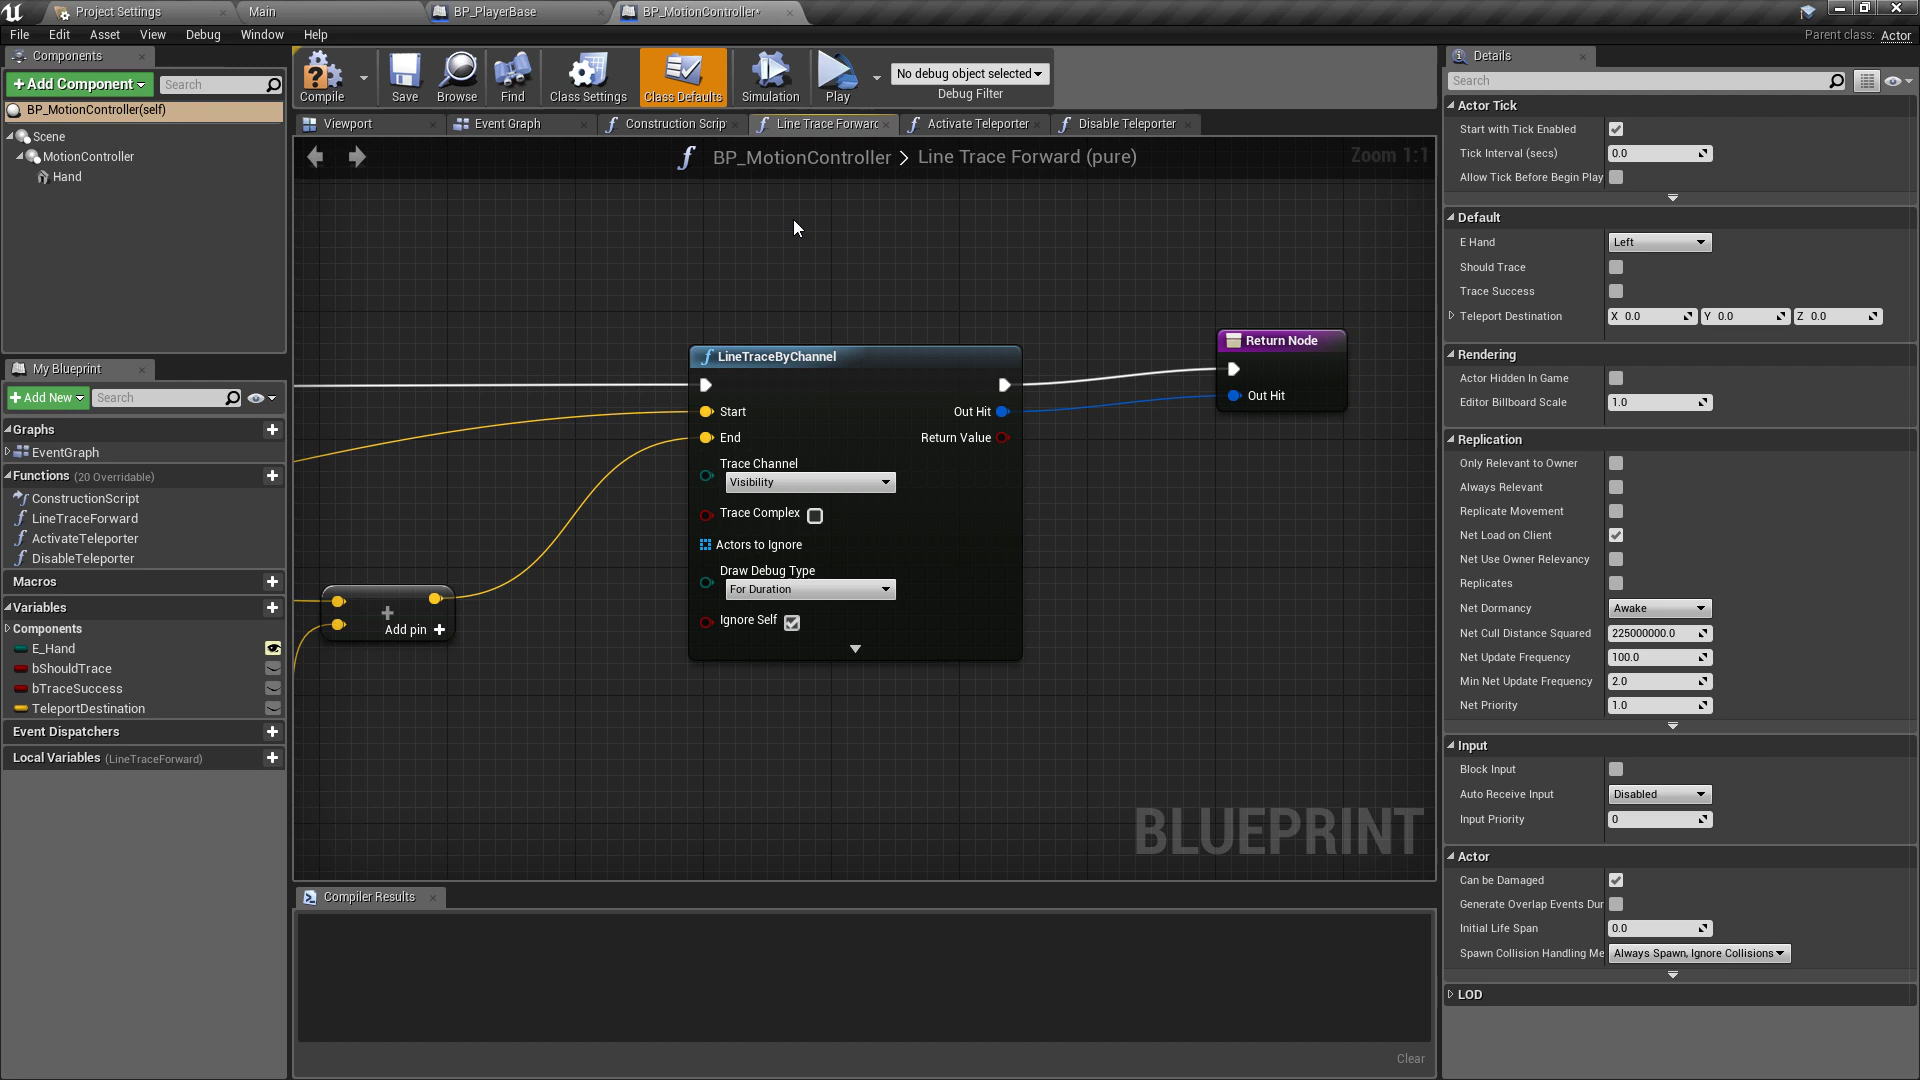 Project Settings
Main
BP_PlayerBase
BP_MotionController*
File Edit Asset View Debug Window Help
Parent class: Actor
Components
+Add Component
Search
BP_MotionController(self)
Scene
MotionController
Hand
Compile
Save
Browse
Find
Class Settings
Class Defaults
Simulation
Play
No debug object selected
Debug Filter
Viewport
Event Graph
Construction Scrip
Line Trace Forward
Activate Teleporter
Disable Teleporter
BP_MotionController > Line Trace Forward (pure)
Zoom 1:1
LineTraceByChannel
Start
Out Hit
End
Return Value
Trace Channel
Visibility
Trace Complex
Actors to Ignore
Draw Debug Type
For Duration
Ignore Self
Return Node
Out Hit
Add pin +
BLUEPRINT
My Blueprint
+Add New
Search
Graphs
EventGraph
Functions (20 Overridable)
ConstructionScript
LineTraceForward
ActivateTeleporter
DisableTeleporter
Macros
Variables
Components
E_Hand
bShouldTrace
bTraceSuccess
TeleportDestination
Event Dispatchers
Local Variables (LineTraceForward)
Compiler Results
Clear
Details
Search
Actor Tick
Start with Tick Enabled
Tick Interval (secs) 0.0
Allow Tick Before Begin Play
Default
E Hand Left
Should Trace
Trace Success
Teleport Destination X 0.0 Y 0.0 Z 0.0
Rendering
Actor Hidden In Game
Editor Billboard Scale 1.0
Replication
Only Relevant to Owner
Always Relevant
Replicate Movement
Net Load on Client
Net Use Owner Relevancy
Replicates
Net Dormancy Awake
Net Cull Distance Squared 225000000.0
Net Update Frequency 100.0
Min Net Update Frequency 2.0
Net Priority 1.0
Input
Block Input
Auto Receive Input Disabled
Input Priority 0
Actor
Can be Damaged
Generate Overlap Events Dur
Initial Life Span 0.0
Spawn Collision Handling Me Always Spawn, Ignore Collisions
LOD